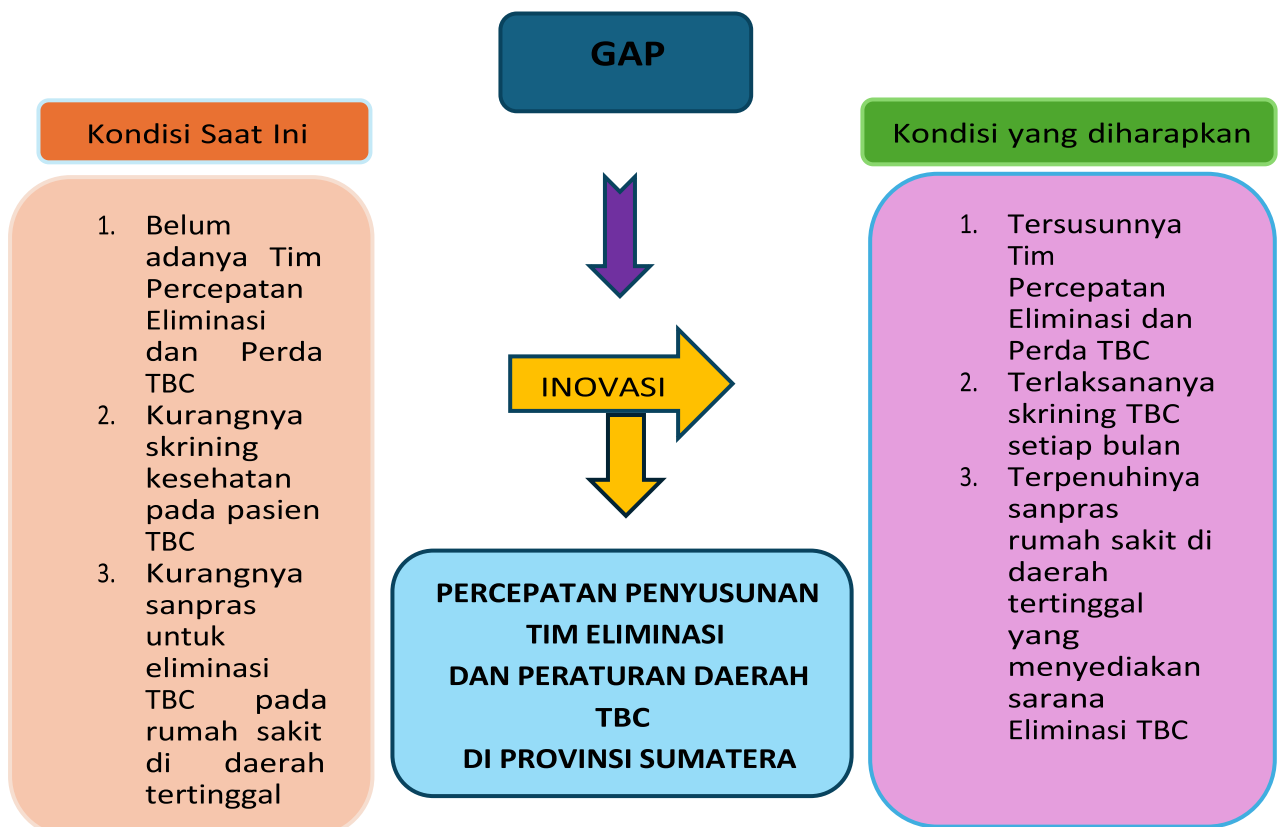 GAP
Kondisi Saat Ini
1. Belum
adanya Tim
Percepatan
Eliminasi
dan Perda
TBC
2. Kurangnya
skrining
kesehatan
pada pasien
TBC
3. Kurangnya
sanpras
untuk
eliminasi
TBC pada
rumah sakit
di daerah
tertinggal
INOVASI
PERCEPATAN PENYUSUNAN
TIM ELIMINASI
DAN PERATURAN DAERAH
TBC
DI PROVINSI SUMATERA
Kondisi yang diharapkan
1. Tersusunnya
Tim
Percepatan
Eliminasi dan
Perda TBC
2. Terlaksananya
skrining TBC
setiap bulan
3. Terpenuhinya
sanpras
rumah sakit di
daerah
tertinggal
yang
menyediakan
sarana
Eliminasi TBC